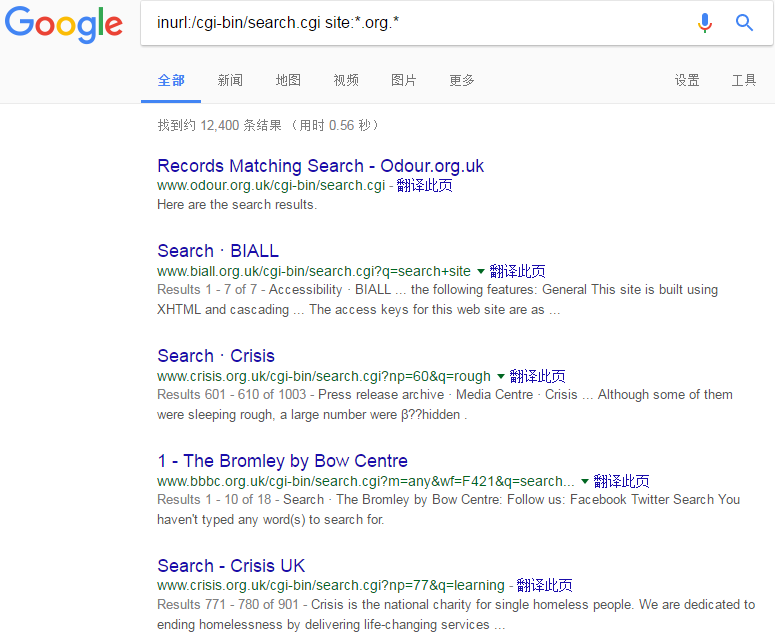 Google
inurl:/cgi-bin/search.cgi site:*.org.*
全部 新闻 地图 视频 图片 更多 设置 工具
找到约 12,400 条结果 （用时 0.56 秒）
Records Matching Search - Odour.org.uk
www.odour.org.uk/cgi-bin/search.cgi - 翻译此页
Here are the search results.
Search · BIALL
www.biall.org.uk/cgi-bin/search.cgi?q=search+site ▼ 翻译此页
Results 1 - 7 of 7 - Accessibility · BIALL ... the following features: General This site is built using
XHTML and cascading ... The access keys for this web site are as ...
Search · Crisis
www.crisis.org.uk/cgi-bin/search.cgi?np=60&q=rough ▼ 翻译此页
Results 601 - 610 of 1003 - Press release archive · Media Centre · Crisis ... Although some of them
were sleeping rough, a large number were β??hidden .
1 - The Bromley by Bow Centre
www.bbbc.org.uk/cgi-bin/search.cgi?m=any&wf=F421&q=search... ▼ 翻译此页
Results 1 - 10 of 18 - Search · The Bromley by Bow Centre: Follow us: Facebook Twitter Search You
haven't typed any word(s) to search for.
Search - Crisis UK
www.crisis.org.uk/cgi-bin/search.cgi?np=77&q=learning - 翻译此页
Results 771 - 780 of 901 - Crisis is the national charity for single homeless people. We are dedicated to
ending homelessness by delivering life-changing services ...